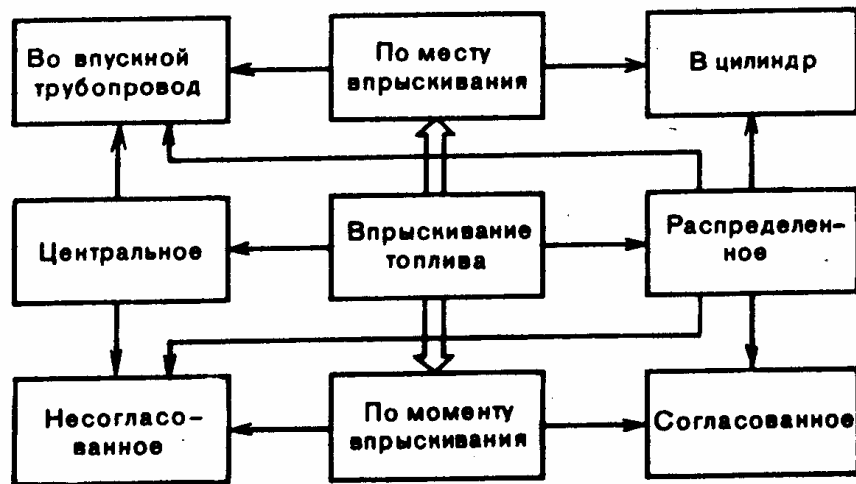 Во впускной
трубопровод
По месту
впрыскивания
В цилиндр
Центральное
Впрыскивание
топлива
Распределен-
ное
Несогласо-
ванное
По моменту
впрыскивания
Согласованное